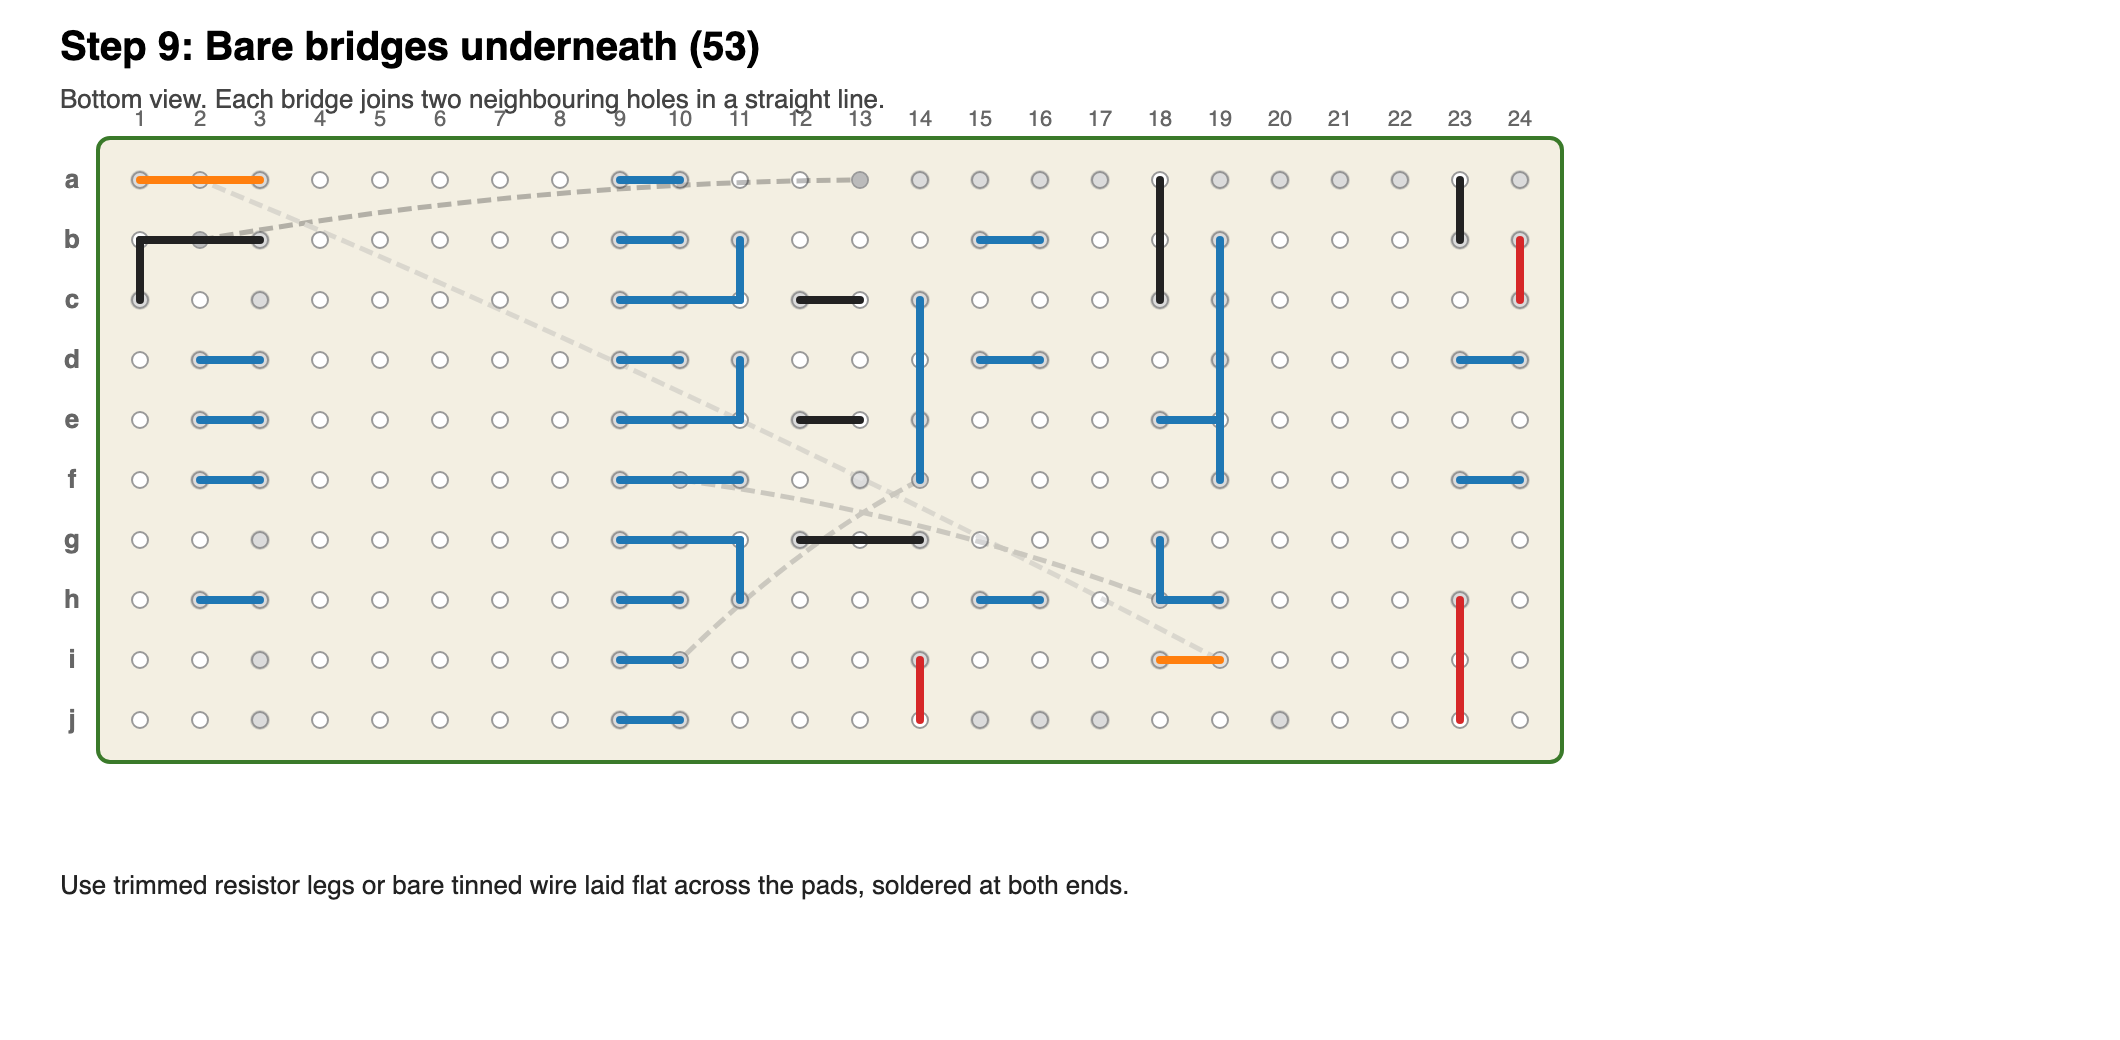 Step 9: Bare bridges underneath (53)
Bottom view. Each bridge joins two neighbouring holes in a straight line.
1 2 3 4 5 6 7 8 9 10 11 12 13 14 15 16 17 18 19 20 21 22 23 24
a
b
c
d
e
f
g
h
i
j
Use trimmed resistor legs or bare tinned wire laid flat across the pads, soldered at both ends.